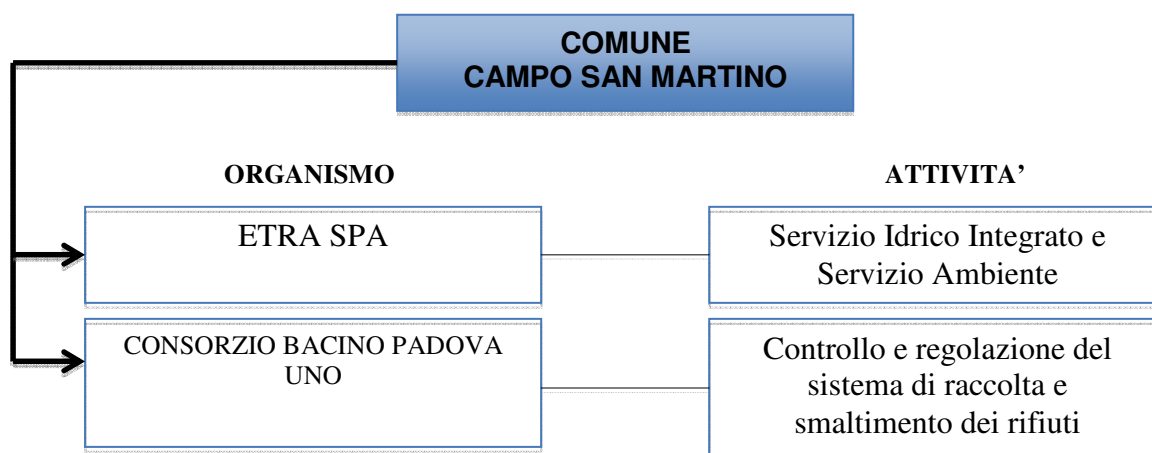 COMUNE
CAMPO SAN MARTINO
ORGANISMO
ATTIVITA’
ETRA SPA
Servizio Idrico Integrato e
Servizio Ambiente
CONSORZIO BACINO PADOVA
UNO
Controllo e regolazione del
sistema di raccolta e
smaltimento dei rifiuti